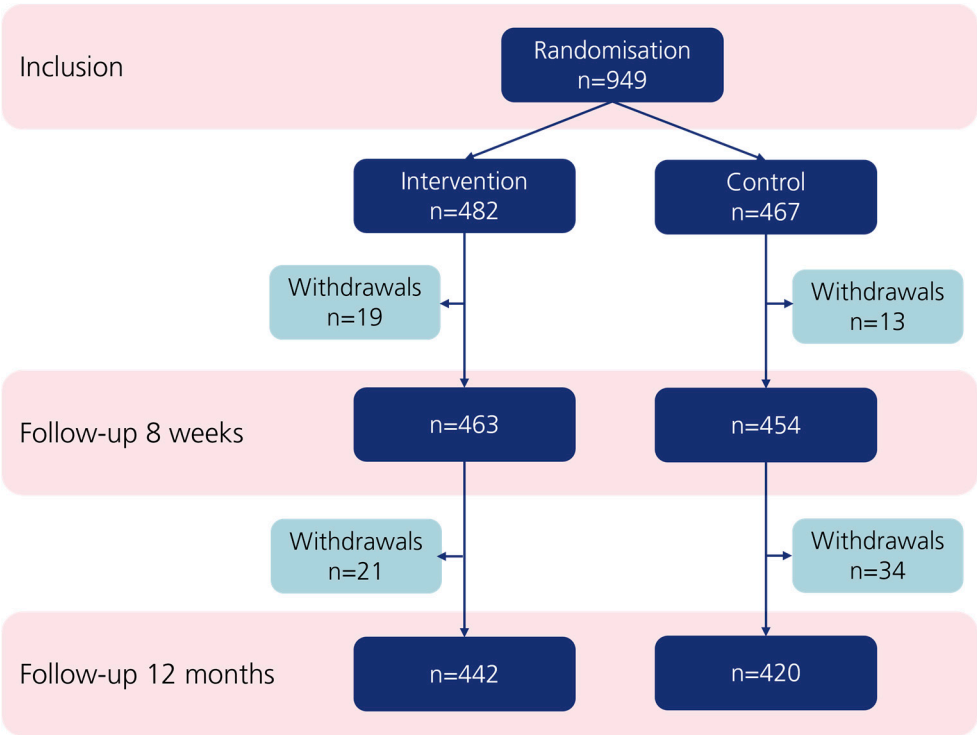 Inclusion
Randomisation
n=949
Intervention
n=482
Control
n=467
Withdrawals
n=19
Withdrawals
n=13
Follow-up 8 weeks
n=463
n=454
Withdrawals
n=21
Withdrawals
n=34
Follow-up 12 months
n=442
n=420